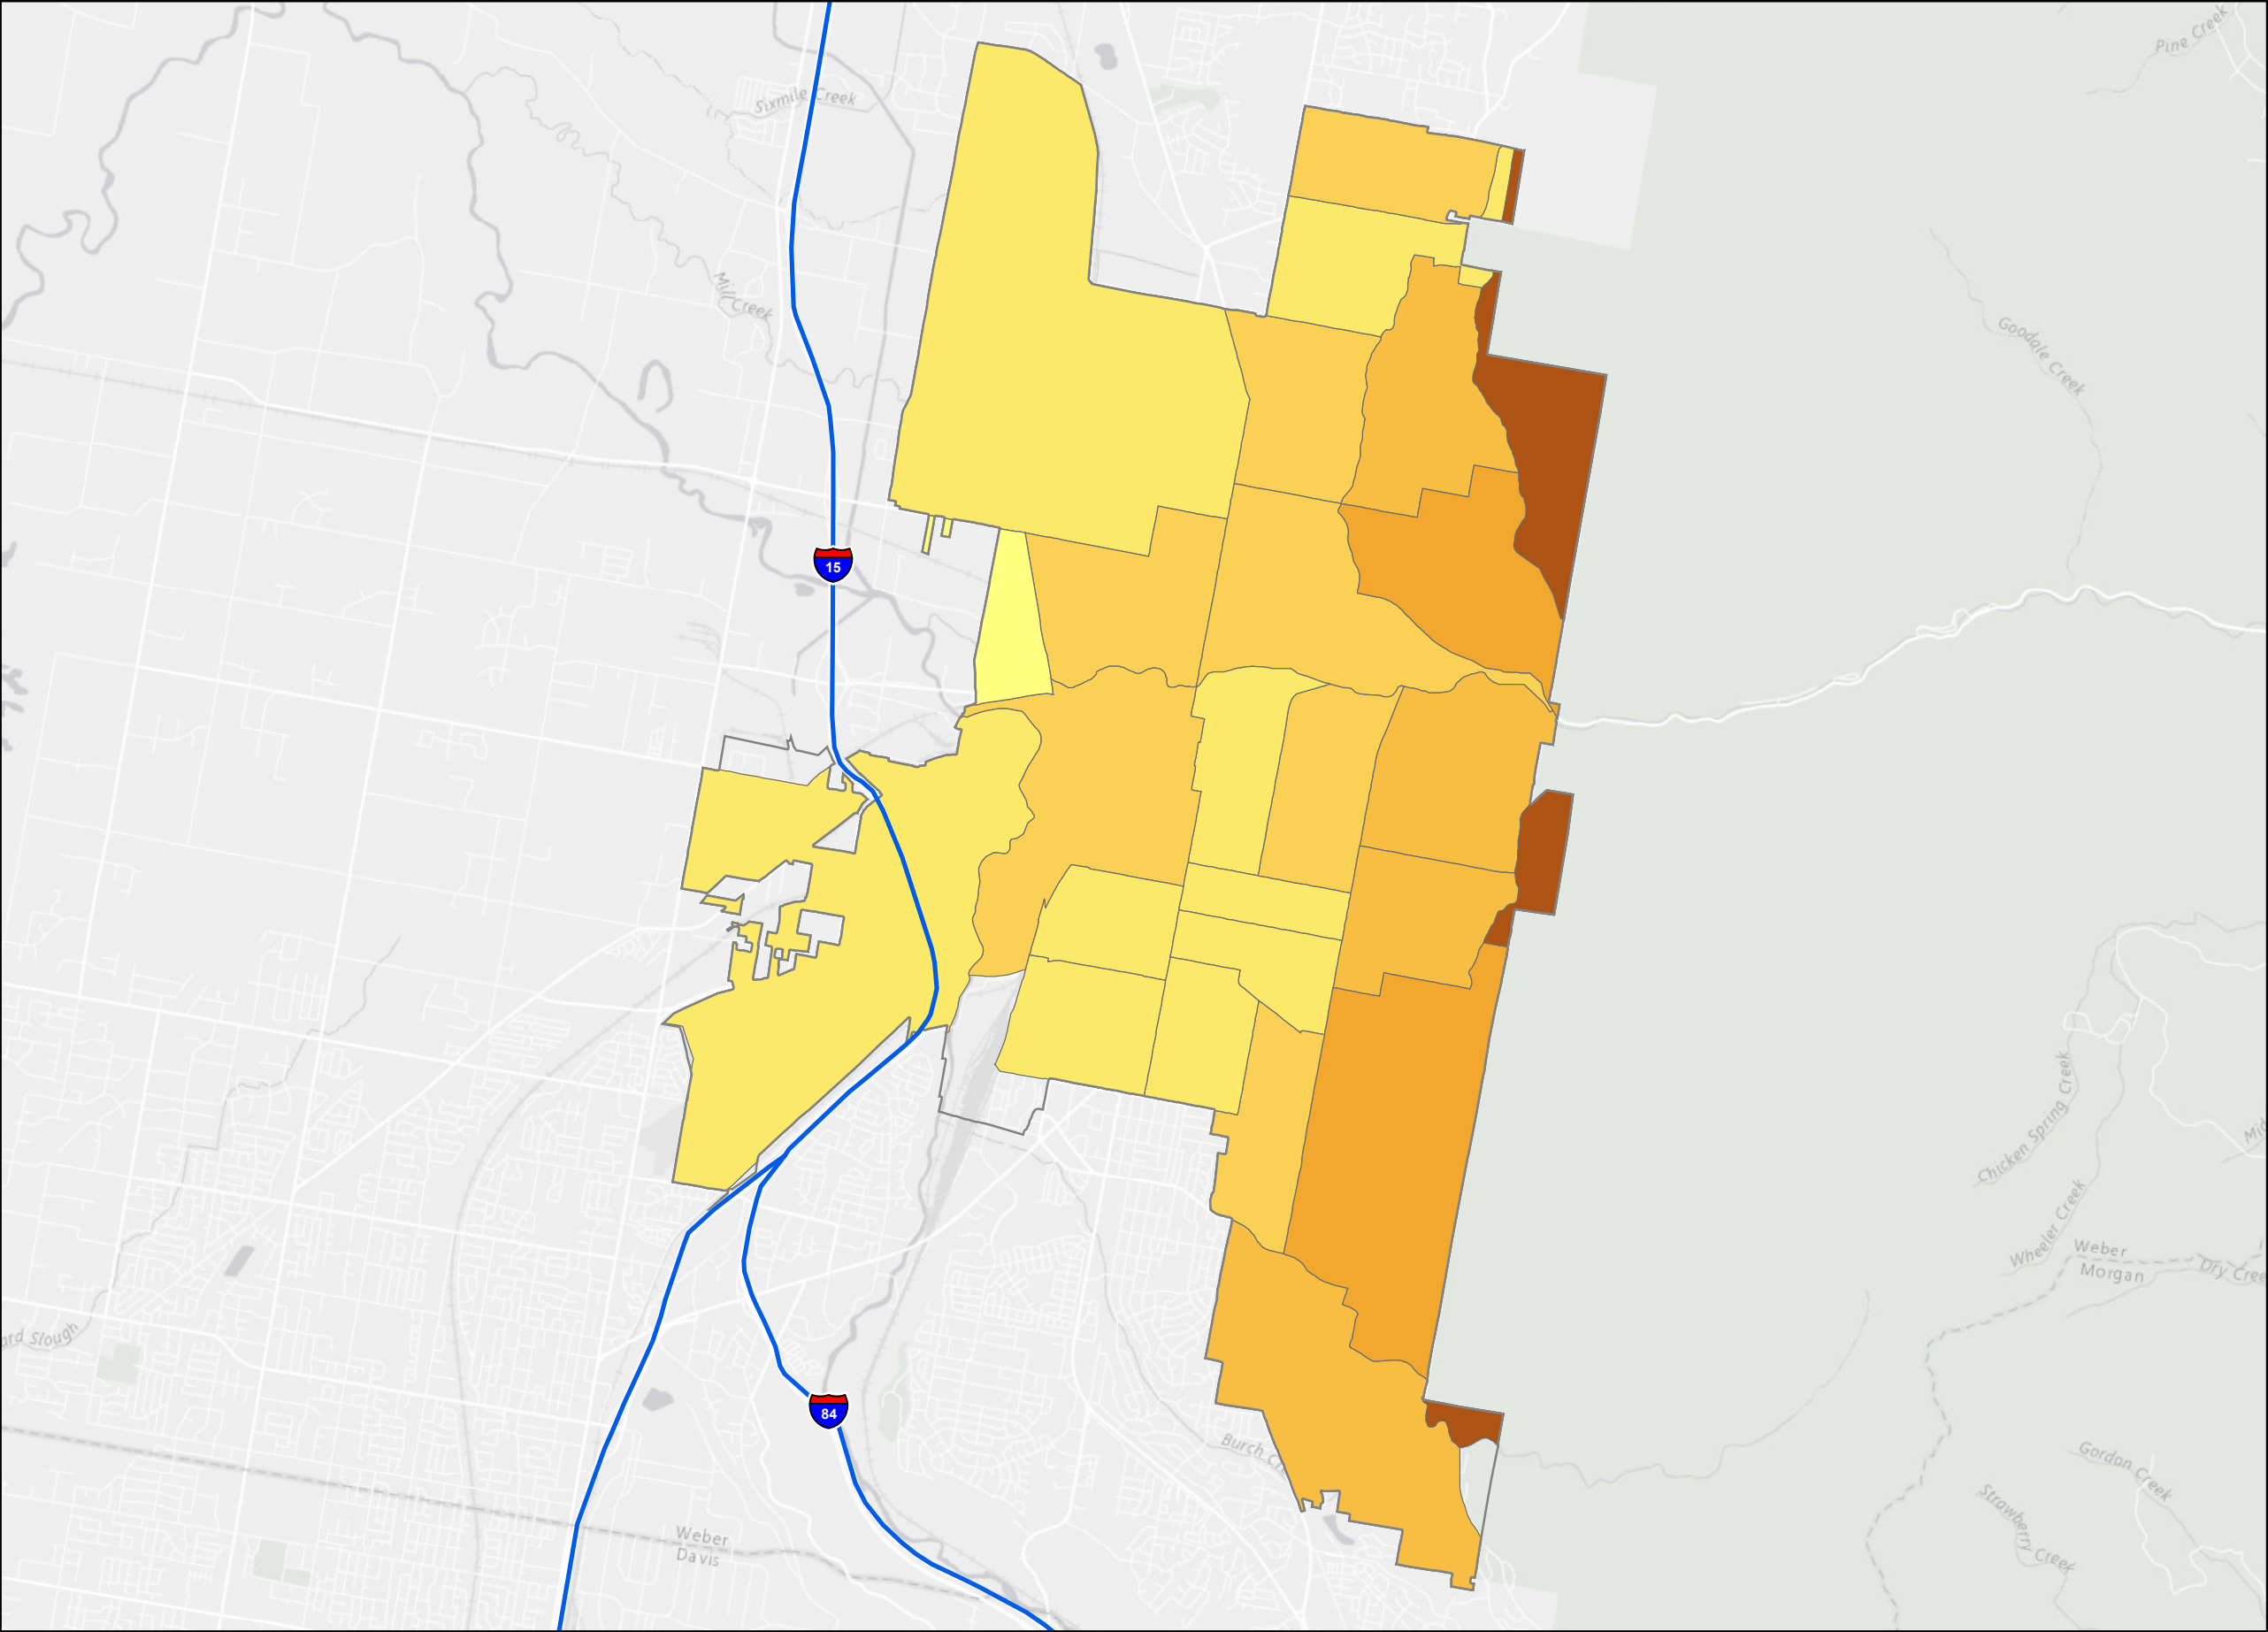 Pine Creek
Sixmile Creek
Mill Creek
Goodale Creek
15
Chicken Spring Creek
Wheeler Creek
Weber
Morgan
Dry Cree
ard Slough
84
Burch
Gordon Creek
Strawberry Creek
Weber
Davis